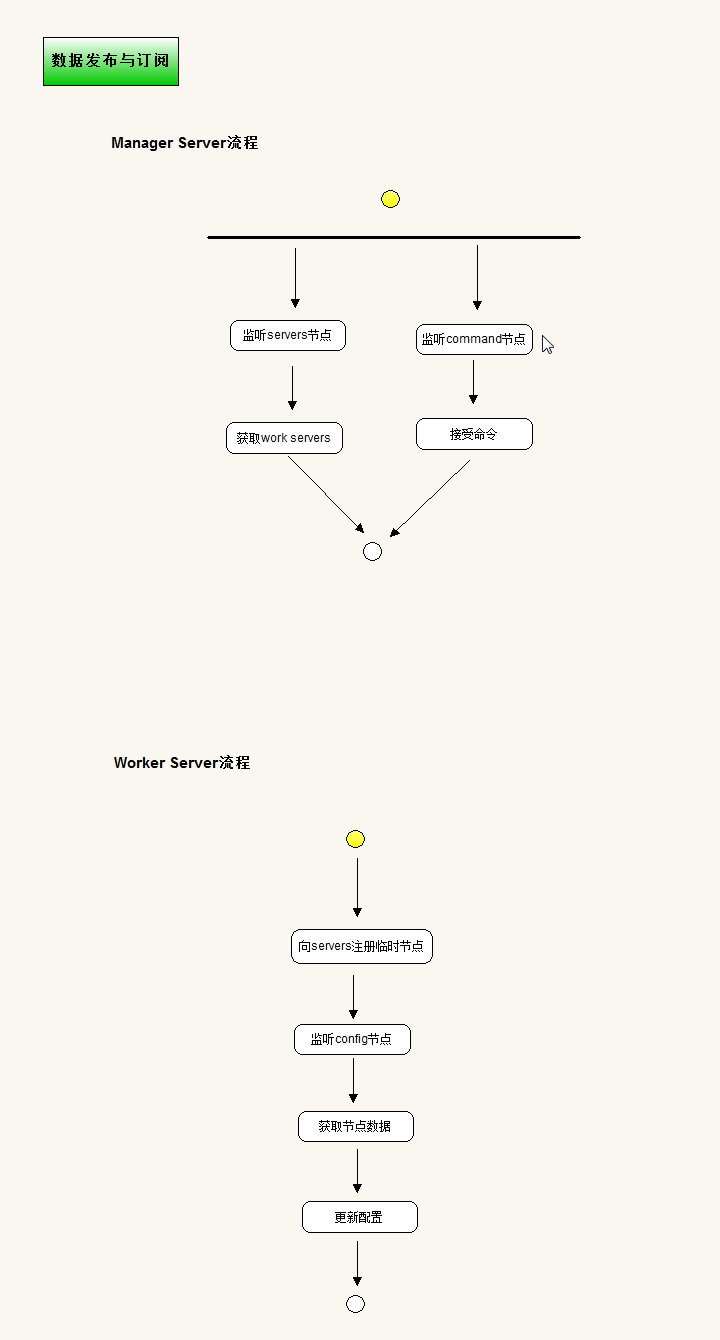 数据发布与订阅
Manager Server流程
监听servers节点
监听command节点
获取work servers
接受命令
Worker Server流程
向servers注册临时节点
监听config节点
获取节点数据
更新配置